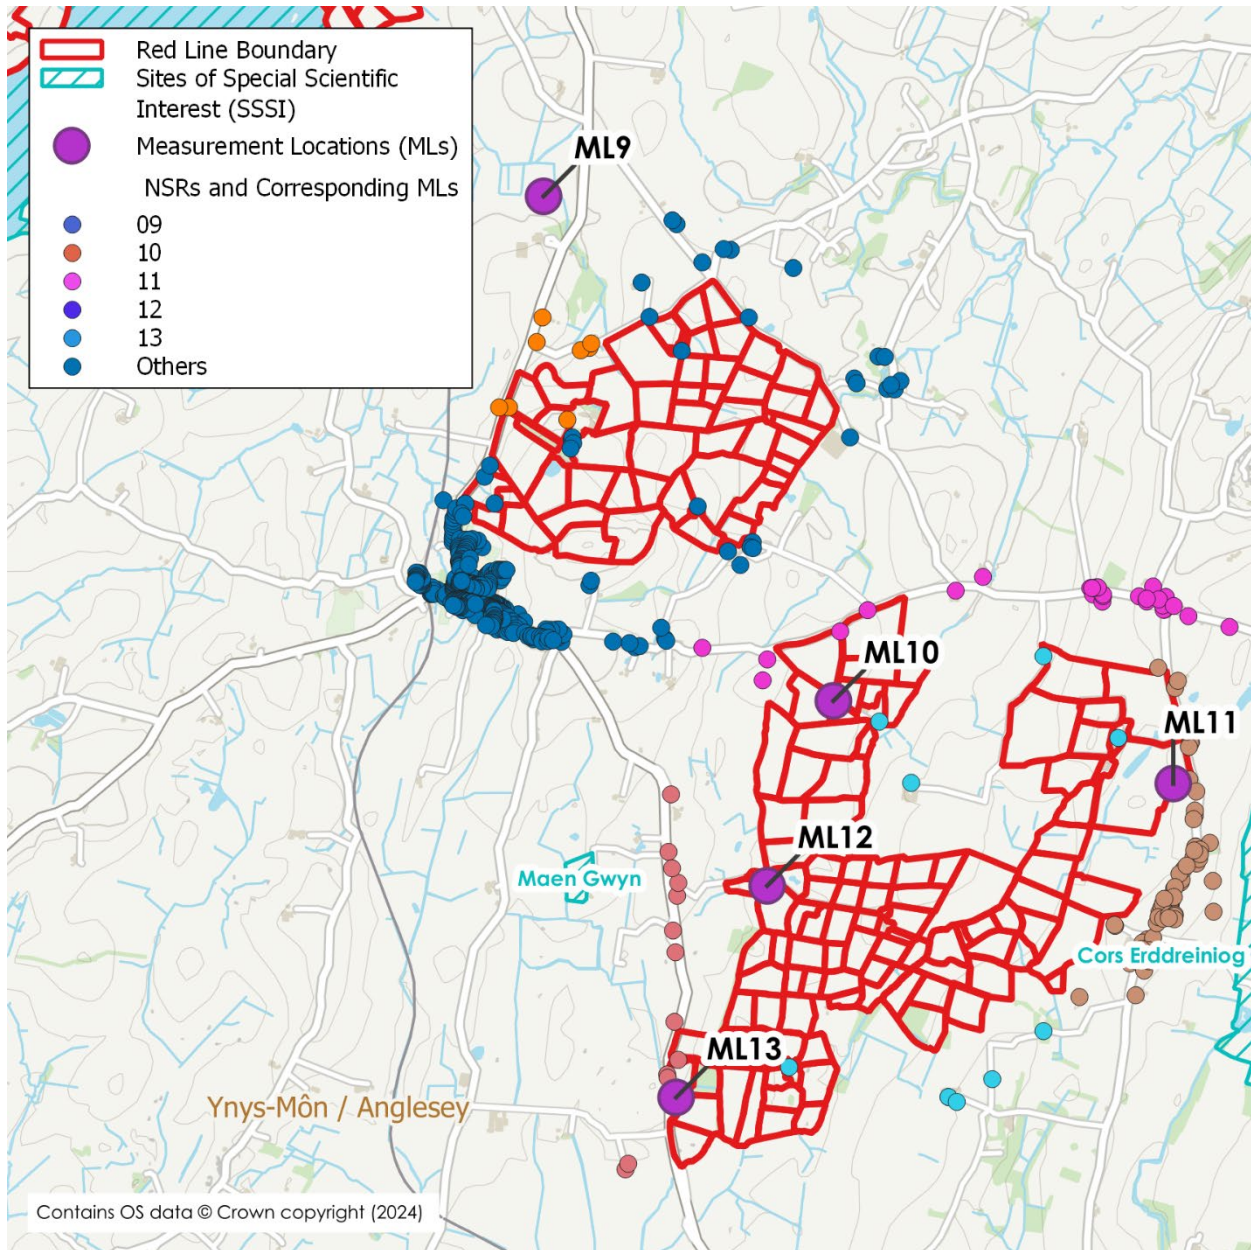 Red Line Boundary
Sites of Special Scientific
Interest (SSSI)
Measurement Locations (MLs)
NSRs and Corresponding MLs
09
10
11
12
13
Others
ML9
ML10
ML11
ML12
Maen Gwyn
Cors Erddreiniog
ML13
Ynys-Môn / Anglesey
Contains OS data © Crown copyright (2024)